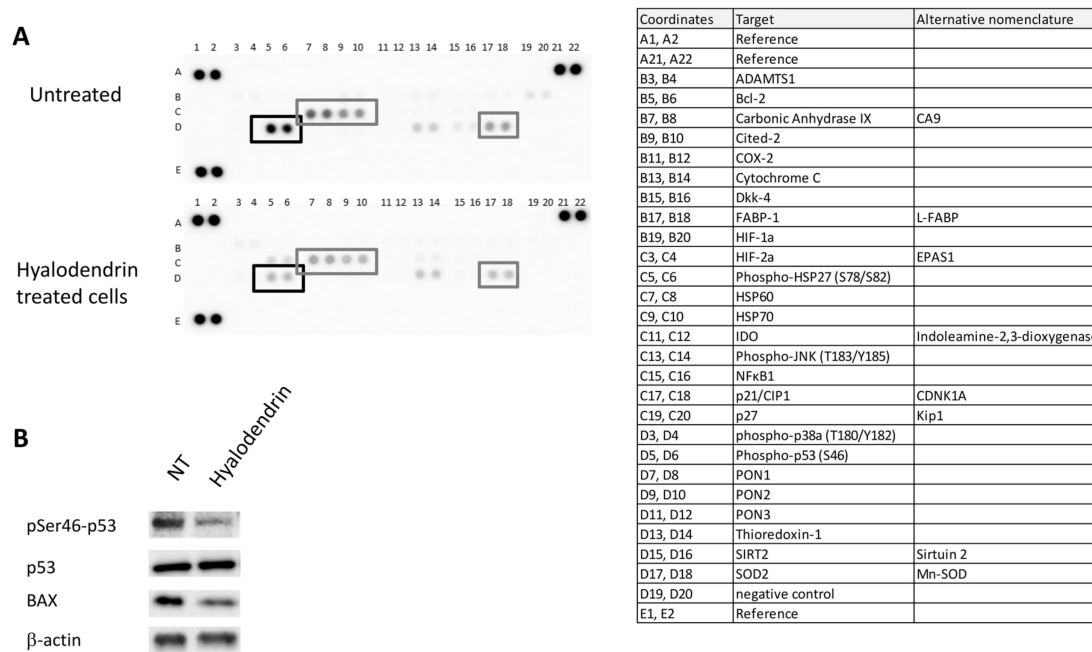 A
1 2 3 4 5 6 7 8 9 10 11 12 13 14 15 16 17 18 19 20 21 22
Untreated
A
B
C
D
E
1 2 3 4 5 6 7 8 9 10 11 12 13 14 15 16 17 18 19 20 21 22
Hyalodendrin
treated cells
A
B
C
D
E
B
NT
Hyalodendrin
pSer46-p53
p53
BAX
β-actin
Coordinates Target Alternative nomenclature
A1, A2 Reference
A21, A22 Reference
B3, B4 ADAMTS1
B5, B6 Bcl-2
B7, B8 Carbonic Anhydrase IX CA9
B9, B10 Cited-2
B11, B12 COX-2
B13, B14 Cytochrome C
B15, B16 Dkk-4
B17, B18 FABP-1 L-FABP
B19, B20 HIF-1a
C3, C4 HIF-2a EPAS1
C5, C6 Phospho-HSP27 (S78/S82)
C7, C8 HSP60
C9, C10 HSP70
C11, C12 IDO Indoleamine-2,3-dioxygenase
C13, C14 Phospho-JNK (T183/Y185)
C15, C16 NFκB1
C17, C18 p21/CIP1 CDNK1A
C19, C20 p27 Kip1
D3, D4 phospho-p38a (T180/Y182)
D5, D6 Phospho-p53 (S46)
D7, D8 PON1
D9, D10 PON2
D11, D12 PON3
D13, D14 Thioredoxin-1
D15, D16 SIRT2 Sirtuin 2
D17, D18 SOD2 Mn-SOD
D19, D20 negative control
E1, E2 Reference